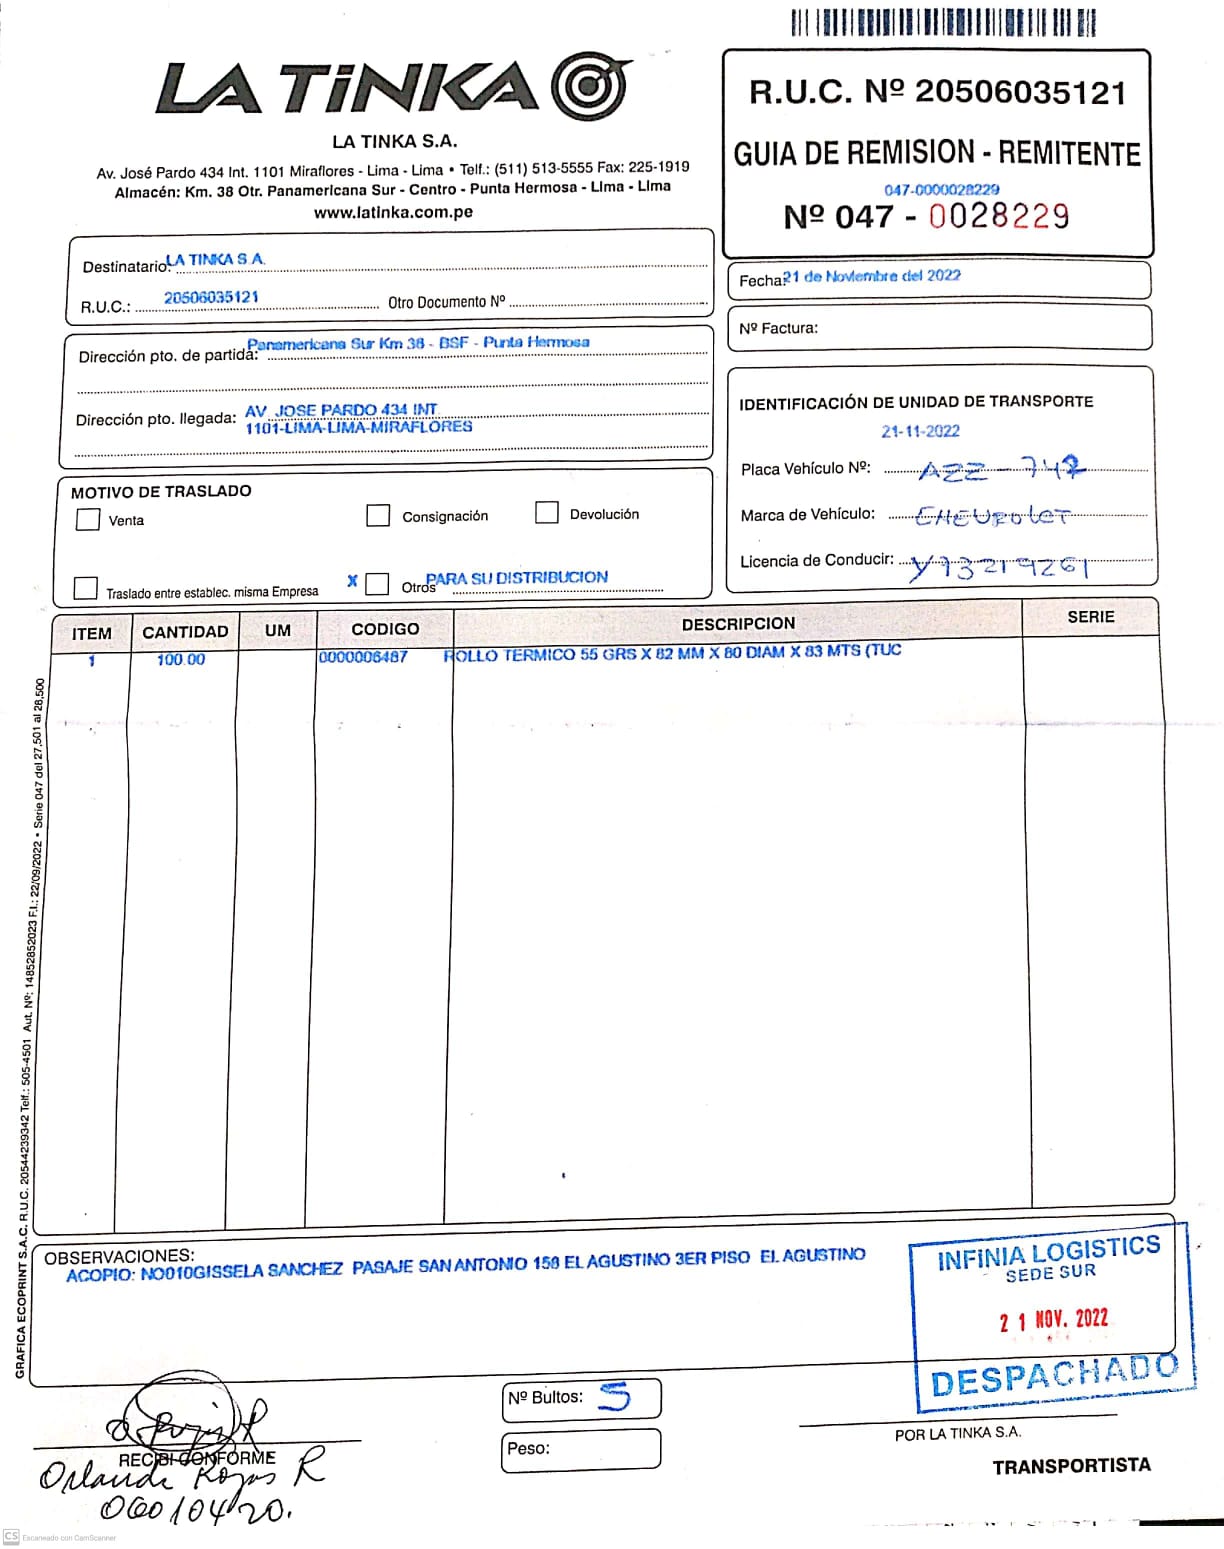 LA TiNKA
LA TINKA S.A.
Av. José Pardo 434 Int. 1101 Miraflores - Lima - Lima • Telf.: (511) 513-5555 Fax: 225-1919
Almacén: Km. 38 Otr. Panamericana Sur - Centro - Punta Hermosa - Lima - Lima
www.latinka.com.pe
R.U.C. Nº 20506035121
GUIA DE REMISION - REMITENTE
047-0000028229
Nº 047 - 0028229
Destinatario: LA TINKA S A.
R.U.C.: 20506035121 Otro Documento Nº
Fecha: 21 de Noviembre del 2022
Nº Factura:
Dirección pto. de partida: Panamericana Sur Km 38 - BSF - Punta Hermosa
Dirección pto. llegada: AV. JOSE PARDO 434 INT.
1101-LIMA-LIMA-MIRAFLORES
IDENTIFICACIÓN DE UNIDAD DE TRANSPORTE
21-11-2022
Placa Vehículo Nº: AZZ-742
Marca de Vehículo: CHEVROLET
Licencia de Conducir: Y73219261
MOTIVO DE TRASLADO
Venta Consignación Devolución
Traslado entre establec. misma Empresa X Otros PARA SU DISTRIBUCION
ITEM CANTIDAD UM CODIGO DESCRIPCION SERIE
1 100.00 0000006487 ROLLO TERMICO 55 GRS X 82 MM X 80 DIAM X 83 MTS (TUC
GRAFICA ECOPRINT S.A.C. R.U.C. 20544239342 Telf.: 505-4501 Aut. Nº: 14852852023 F.I.: 22/09/2022 • Serie 047 del 27,501 al 28,500
OBSERVACIONES:
ACOPIO: NO010GISSELA SANCHEZ PASAJE SAN ANTONIO 158 EL AGUSTINO 3ER PISO EL AGUSTINO
INFINIA LOGISTICS
SEDE SUR
21 NOV. 2022
DESPACHADO
Nº Bultos: 5
Peso:
RECIBI CONFORME
Orlando Rojas R
06010420.
POR LA TINKA S.A.
TRANSPORTISTA
CS Escaneado con CamScanner